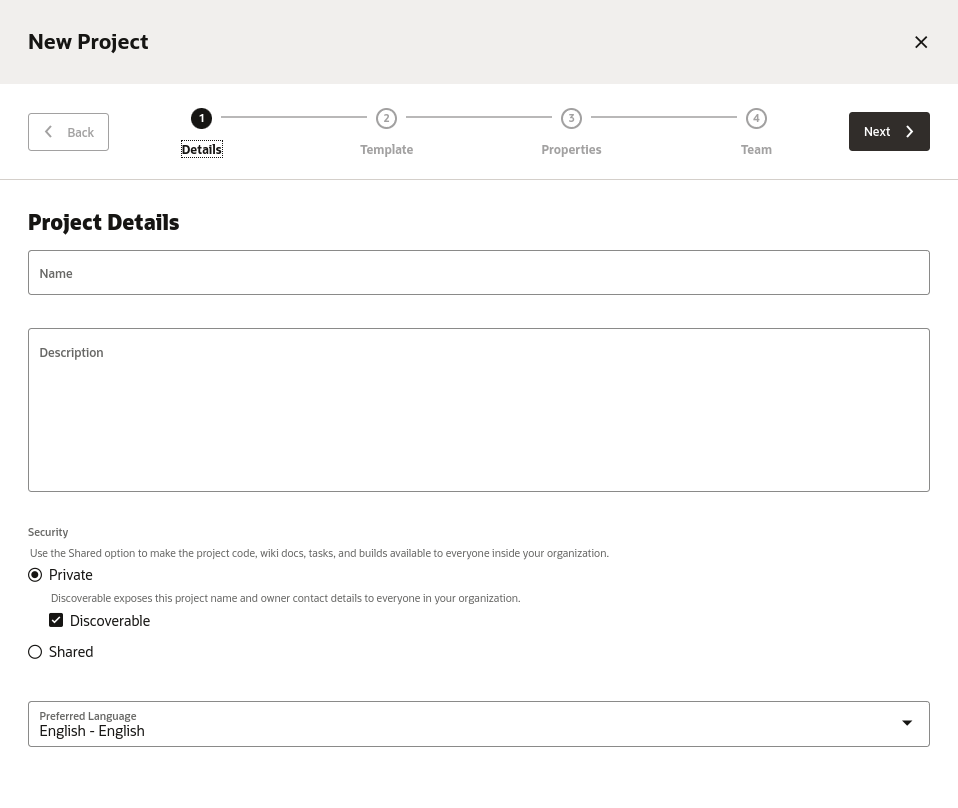 New Project
Back
1
2
3
4
Next
Details
Template
Properties
Team
Project Details
Name
Description
Security
Use the Shared option to make the project code, wiki docs, tasks, and builds available to everyone inside your organization.
Private
Discoverable exposes this project name and owner contact details to everyone in your organization.
Discoverable
Shared
Preferred Language
English - English